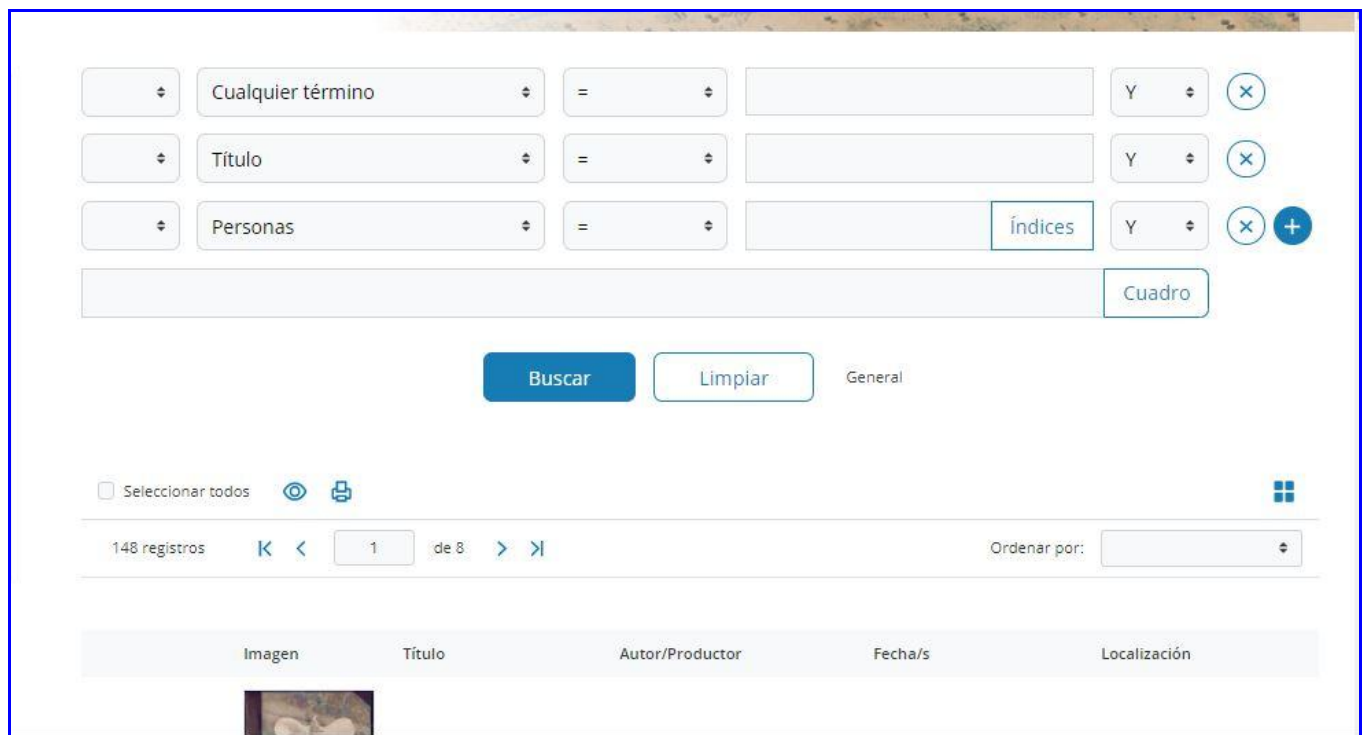 Cualquier término = Y
Título = Y
Personas = Índices Y
Cuadro
Buscar Limpiar General
Seleccionar todos
148 registros 1 de 8 Ordenar por:
Imagen Título Autor/Productor Fecha/s Localización